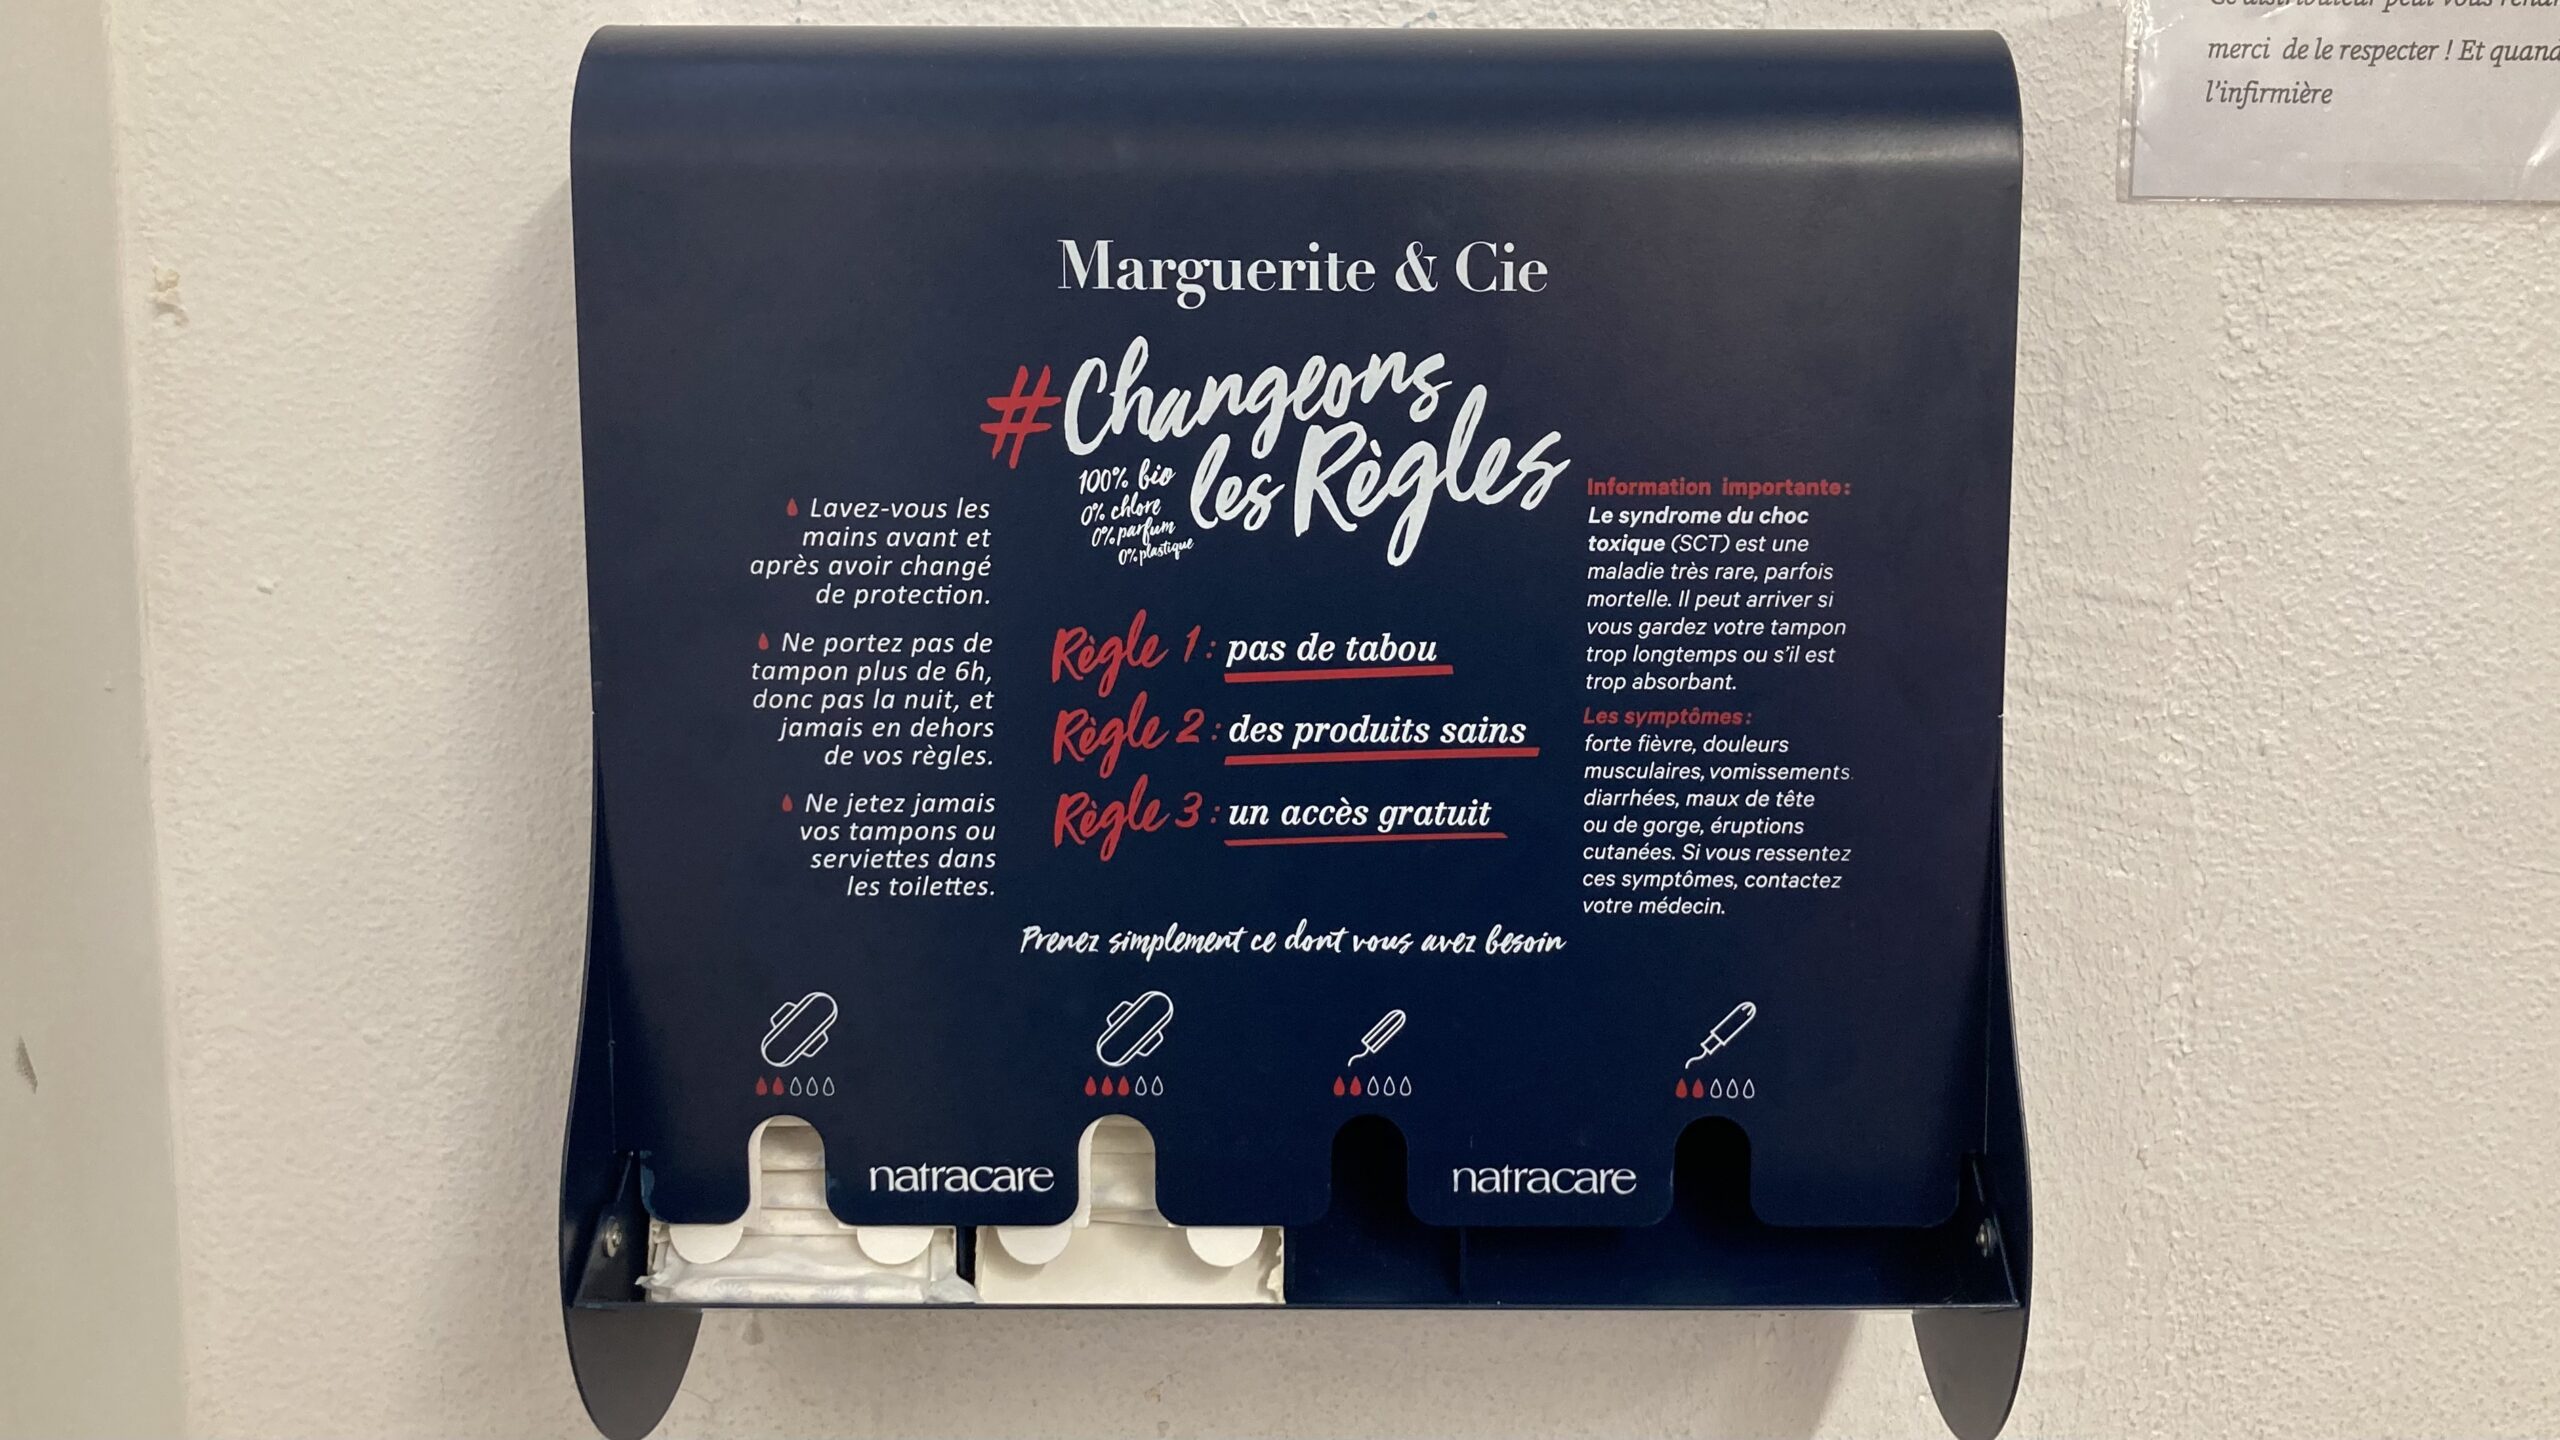 merci de le respecter ! Et quand
l'infirmière
Marguerite & Cie
#Changeons
les Règles
100% bio
0% chlore
0% parfum
0% plastique
Lavez-vous les
mains avant et
après avoir changé
de protection.
Ne portez pas de
tampon plus de 6h,
donc pas la nuit, et
jamais en dehors
de vos règles.
Ne jetez jamais
vos tampons ou
serviettes dans
les toilettes.
Règle 1 : pas de tabou
Règle 2 : des produits sains
Règle 3 : un accès gratuit
Information importante :
Le syndrome du choc
toxique (SCT) est une
maladie très rare, parfois
mortelle. Il peut arriver si
vous gardez votre tampon
trop longtemps ou s'il est
trop absorbant.
Les symptômes :
forte fièvre, douleurs
musculaires, vomissements.
diarrhées, maux de tête
ou de gorge, éruptions
cutanées. Si vous ressentez
ces symptômes, contactez
votre médecin.
Prenez simplement ce dont vous avez besoin
natracare
natracare